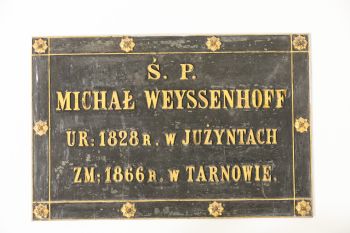 Ś. P.
MICHAŁ WEYSSENHOFF
UR: 1828 R. W JUŻYNTACH
ZM: 1866 R. W TARNOWIE.